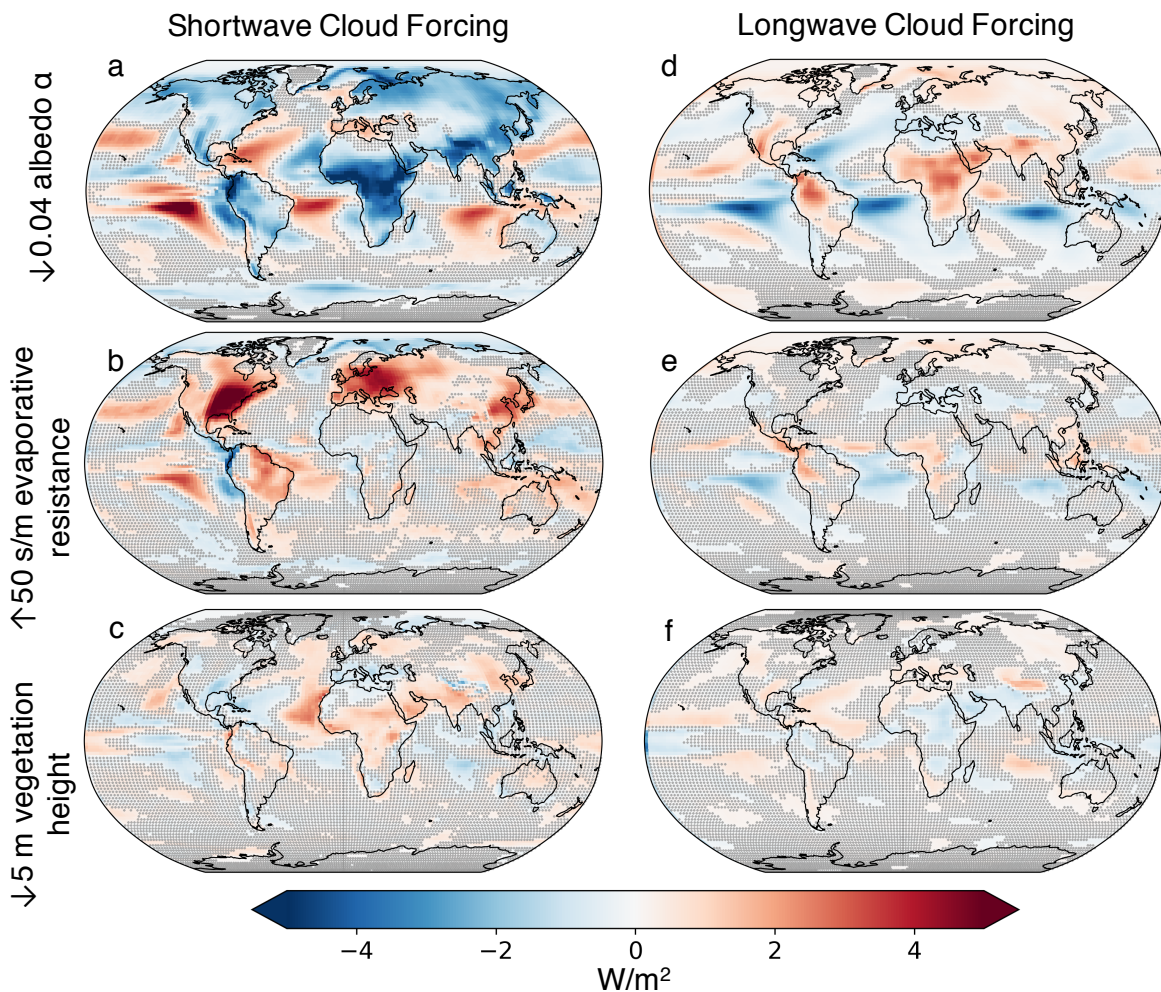 Shortwave Cloud Forcing
Longwave Cloud Forcing
↓0.04 albedo α
a
d
↑50 s/m evaporative
resistance
b
e
↓5 m vegetation
height
c
f
−4 −2 0 2 4
W/m²